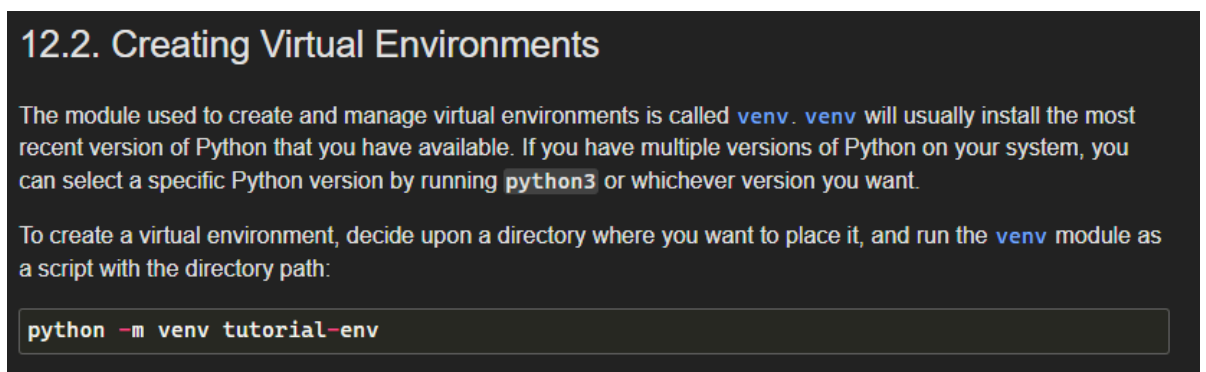 12.2. Creating Virtual Environments
The module used to create and manage virtual environments is called venv. venv will usually install the most
recent version of Python that you have available. If you have multiple versions of Python on your system, you
can select a specific Python version by running python3 or whichever version you want.
To create a virtual environment, decide upon a directory where you want to place it, and run the venv module as
a script with the directory path:
python -m venv tutorial-env